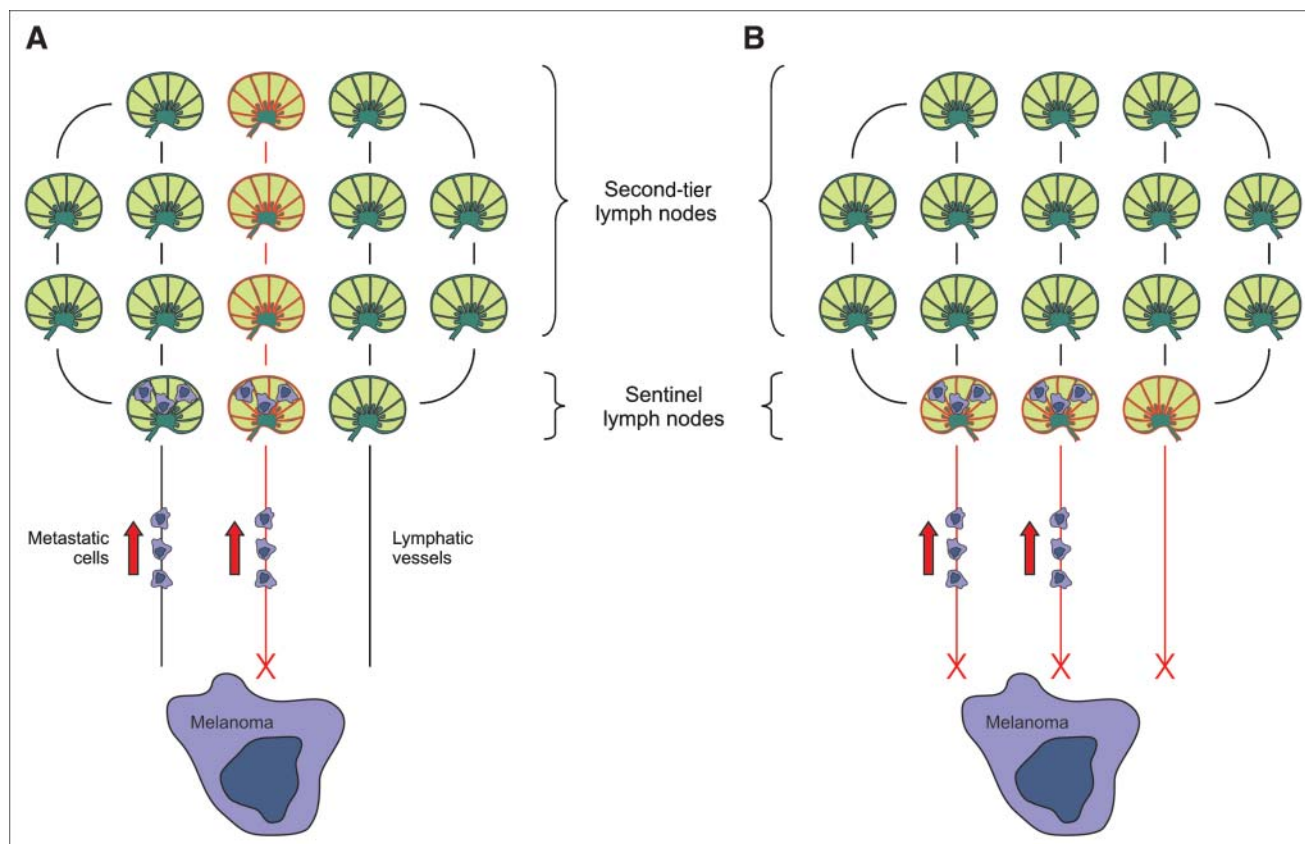 A
B
Second-tier
lymph nodes
Sentinel
lymph nodes
Metastatic
cells
Lymphatic
vessels
X
X
X
X
Melanoma
Melanoma